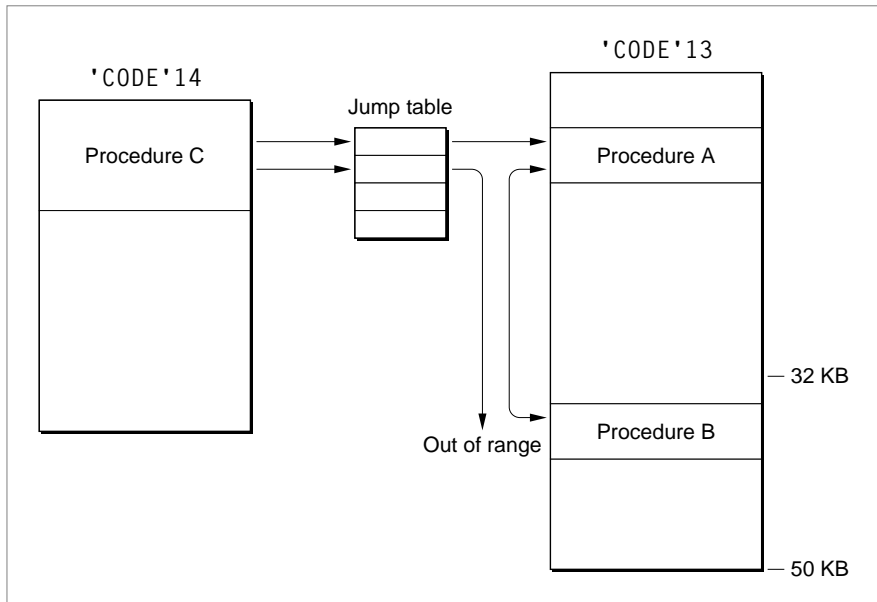 'CODE'14
'CODE'13
Jump table
Procedure C
Procedure A
32 KB
Procedure B
Out of range
50 KB